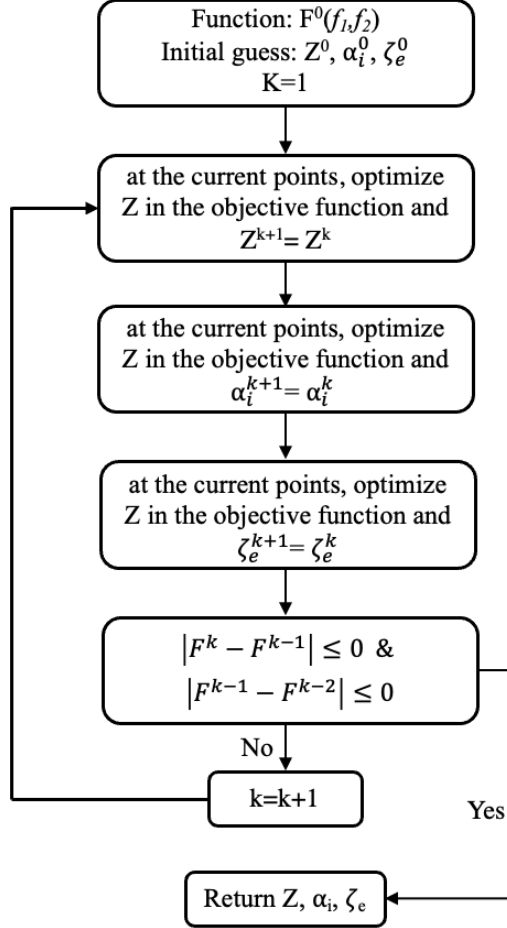 Function: F⁰(f₁,f₂)
Initial guess: Z⁰, αᵢ⁰, ζₑ⁰
K=1
at the current points, optimize
Z in the objective function and
Zᵏ⁺¹= Zᵏ
at the current points, optimize
Z in the objective function and
αᵢᵏ⁺¹= αᵢᵏ
at the current points, optimize
Z in the objective function and
ζₑᵏ⁺¹= ζₑᵏ
|Fᵏ − Fᵏ⁻¹| ≤ 0 &
|Fᵏ⁻¹ − Fᵏ⁻²| ≤ 0
No
k=k+1
Yes
Return Z, αᵢ, ζₑ